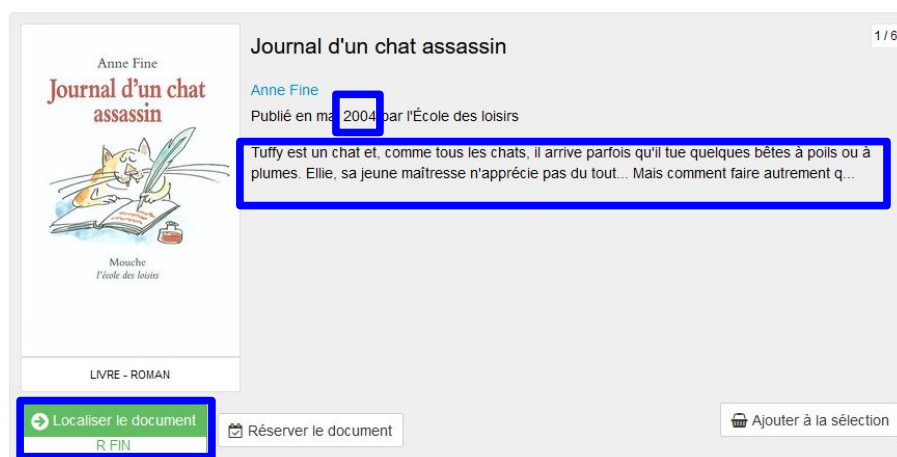 Anne Fine
Journal d'un chat
assassin
Mouche
l'école des loisirs
LIVRE - ROMAN
Journal d'un chat assassin
1 / 6
Anne Fine
Publié en ma 2004 par l'École des loisirs
Tuffy est un chat et, comme tous les chats, il arrive parfois qu'il tue quelques bêtes à poils ou à
plumes. Ellie, sa jeune maîtresse n'apprécie pas du tout... Mais comment faire autrement q...
Localiser le document
R FIN
Réserver le document
Ajouter à la sélection